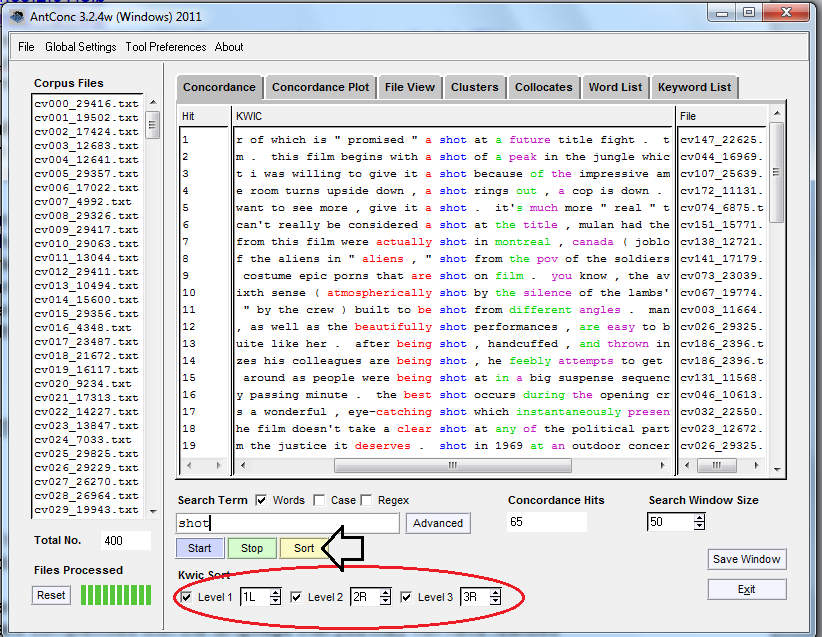 AntConc 3.2.4w (Windows) 2011
File Global Settings Tool Preferences About
Corpus Files
cv000_29416.txt
cv001_19502.txt
cv002_17424.txt
cv003_12683.txt
cv004_12641.txt
cv005_29357.txt
cv006_17022.txt
cv007_4992.txt
cv008_29326.txt
cv009_29417.txt
cv010_29063.txt
cv011_13044.txt
cv012_29411.txt
cv013_10494.txt
cv014_15600.txt
cv015_29356.txt
cv016_4348.txt
cv017_23487.txt
cv018_21672.txt
cv019_16117.txt
cv020_9234.txt
cv021_17313.txt
cv022_14227.txt
cv023_13847.txt
cv024_7033.txt
cv025_29825.txt
cv026_29229.txt
cv027_26270.txt
cv028_26964.txt
cv029_19943.txt
Total No. 400
Files Processed
Reset
Concordance Concordance Plot File View Clusters Collocates Word List Keyword List
Hit KWIC File
1 r of which is " promised " a shot at a future title fight . t cv147_22625.
2 m . this film begins with a shot of a peak in the jungle whic cv044_16969.
3 t i was willing to give it a shot because of the impressive am cv107_25639.
4 e room turns upside down , a shot rings out , a cop is down . cv172_11131.
5 want to see more , give it a shot . it's much more " real " t cv074_6875.t
6 can't really be considered a shot at the title , mulan had the cv151_15771.
7 from this film were actually shot in montreal , canada ( joblo cv138_12721.
8 f the aliens in " aliens , " shot from the pov of the soldiers cv141_17179.
9 costume epic porns that are shot on film . you know , the av cv073_23039.
10 ixth sense ( atmospherically shot by the silence of the lambs' cv067_19774.
11 " by the crew ) built to be shot from different angles . man cv003_11664.
12 , as well as the beautifully shot performances , are easy to b cv026_29325.
13 uite like her . after being shot , handcuffed , and thrown in cv186_2396.t
14 zes his colleagues are being shot , he feebly attempts to get cv186_2396.t
15 around as people were being shot at in a big suspense sequenc cv131_11568.
16 y passing minute . the best shot occurs during the opening cr cv046_10613.
17 s a wonderful , eye-catching shot which instantaneously presen cv032_22550.
18 he film doesn't take a clear shot at any of the political part cv023_12672.
19 m the justice it deserves . shot in 1969 at an outdoor concer cv026_29325.
Search Term Words Case Regex Concordance Hits Search Window Size
shot Advanced 65 50
Start Stop Sort
Save Window
Kwic Sort
Level 1 1L Level 2 2R Level 3 3R
Exit